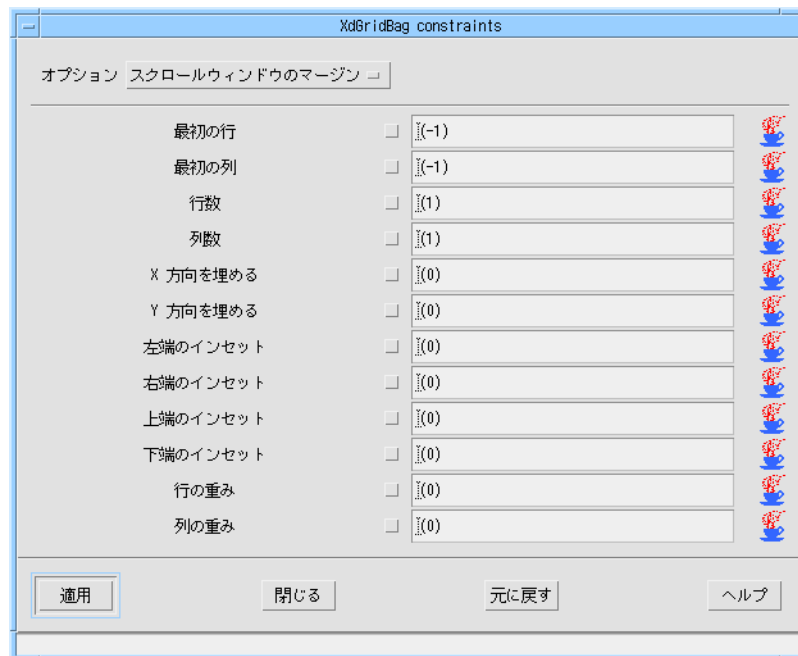 XdGridBag constraints
オプション スクロールウィンドウのマージン
最初の行 (-1)
最初の列 (-1)
行数 (1)
列数 (1)
X 方向を埋める (0)
Y 方向を埋める (0)
左端のインセット (0)
右端のインセット (0)
上端のインセット (0)
下端のインセット (0)
行の重み (0)
列の重み (0)
適用 閉じる 元に戻す ヘルプ